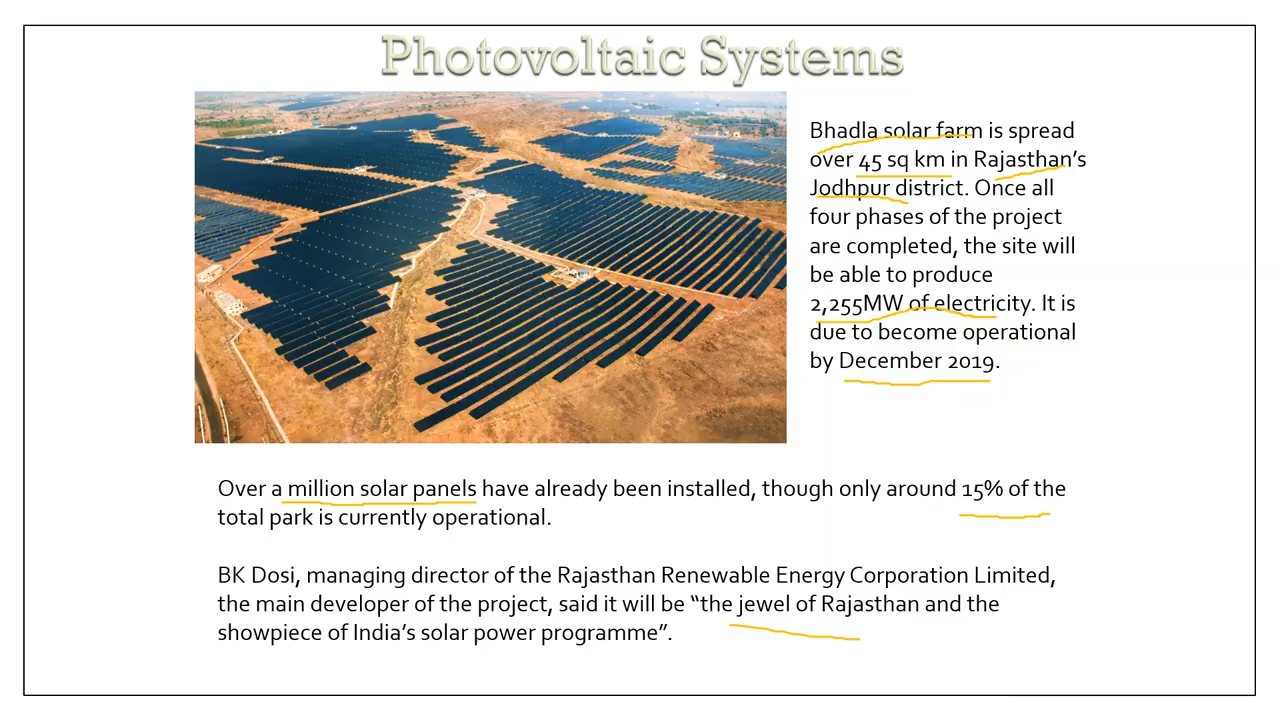 Photovoltaic Systems
Bhadla solar farm is spread
over 45 sq km in Rajasthan's
Jodhpur district. Once all
four phases of the project
are completed, the site will
be able to produce
2,255MW of electricity. It is
due to become operational
by December 2019.
Over a million solar panels have already been installed, though only around 15% of the
total park is currently operational.
BK Dosi, managing director of the Rajasthan Renewable Energy Corporation Limited,
the main developer of the project, said it will be “the jewel of Rajasthan and the
showpiece of India's solar power programme”.